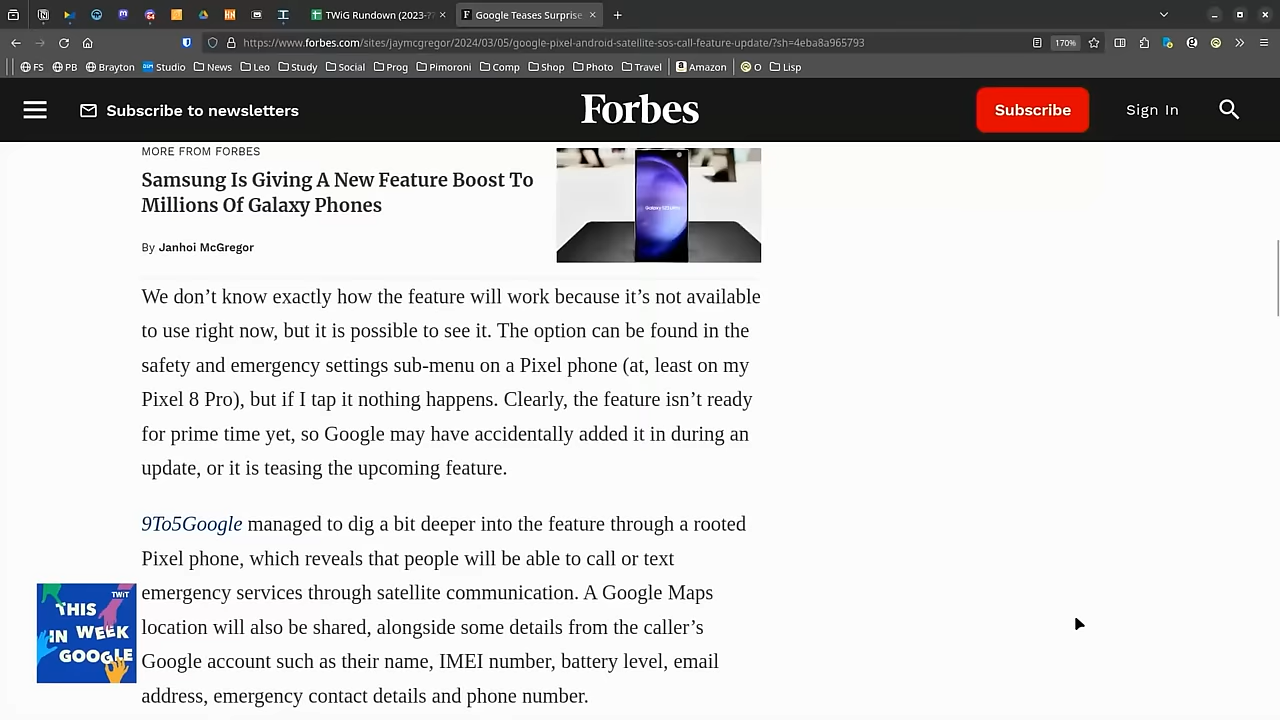 TWiG Rundown (2023-??
Google Teases Surprise
https://www.forbes.com/sites/jaymcgregor/2024/03/05/google-pixel-android-satellite-sos-call-feature-update/?sh=4eba8a965793
170%
FS PB Brayton Studio News Leo Study Social Prog Pimoroni Comp Shop Photo Travel Amazon O Lisp
Subscribe to newsletters
Forbes
Subscribe
Sign In
MORE FROM FORBES
Samsung Is Giving A New Feature Boost To
Millions Of Galaxy Phones
By Janhoi McGregor
We don’t know exactly how the feature will work because it’s not available
to use right now, but it is possible to see it. The option can be found in the
safety and emergency settings sub-menu on a Pixel phone (at, least on my
Pixel 8 Pro), but if I tap it nothing happens. Clearly, the feature isn’t ready
for prime time yet, so Google may have accidentally added it in during an
update, or it is teasing the upcoming feature.
9To5Google managed to dig a bit deeper into the feature through a rooted
Pixel phone, which reveals that people will be able to call or text
emergency services through satellite communication. A Google Maps
location will also be shared, alongside some details from the caller’s
Google account such as their name, IMEI number, battery level, email
address, emergency contact details and phone number.
TWiT
THIS
IN WEEK
GOOGLE